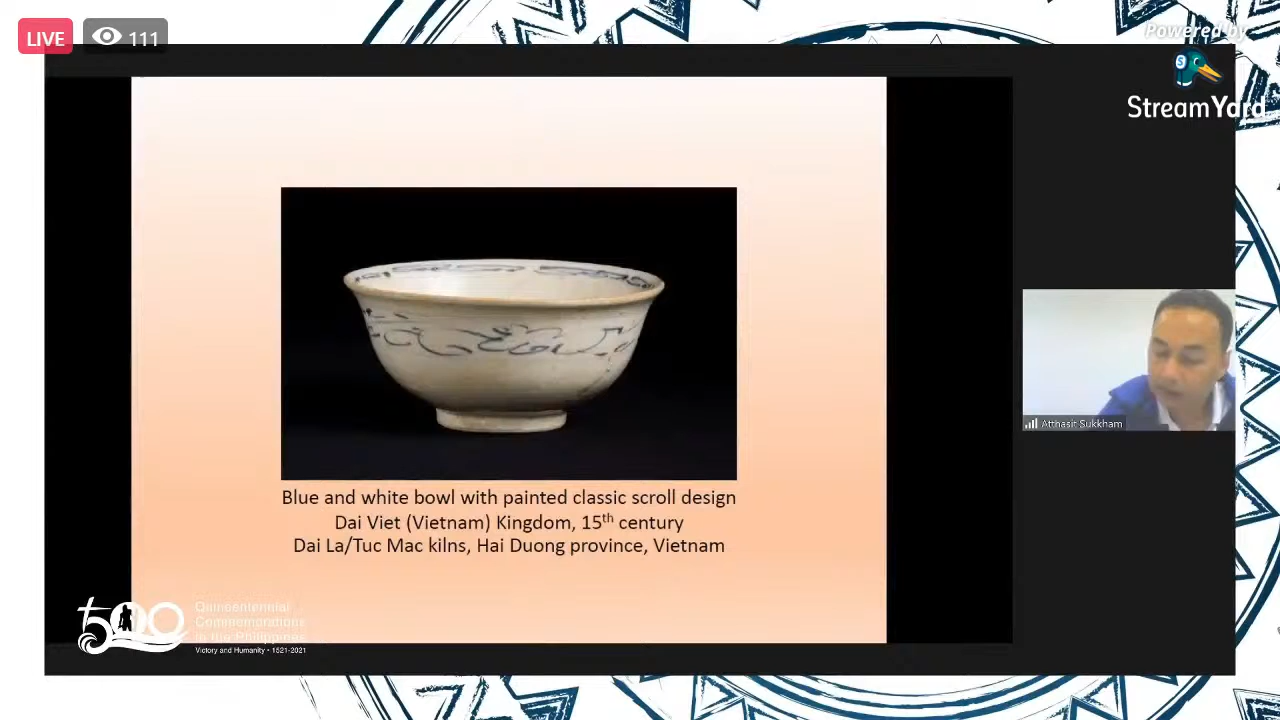 LIVE
111
Powered by
StreamYard
Blue and white bowl with painted classic scroll design
Dai Viet (Vietnam) Kingdom, 15th century
Dai La/Tuc Mac kilns, Hai Duong province, Vietnam
Atthasit Sukkham
500
Quincentennial
Commemorations
in the Philippines
Victory and Humanity • 1521-2021